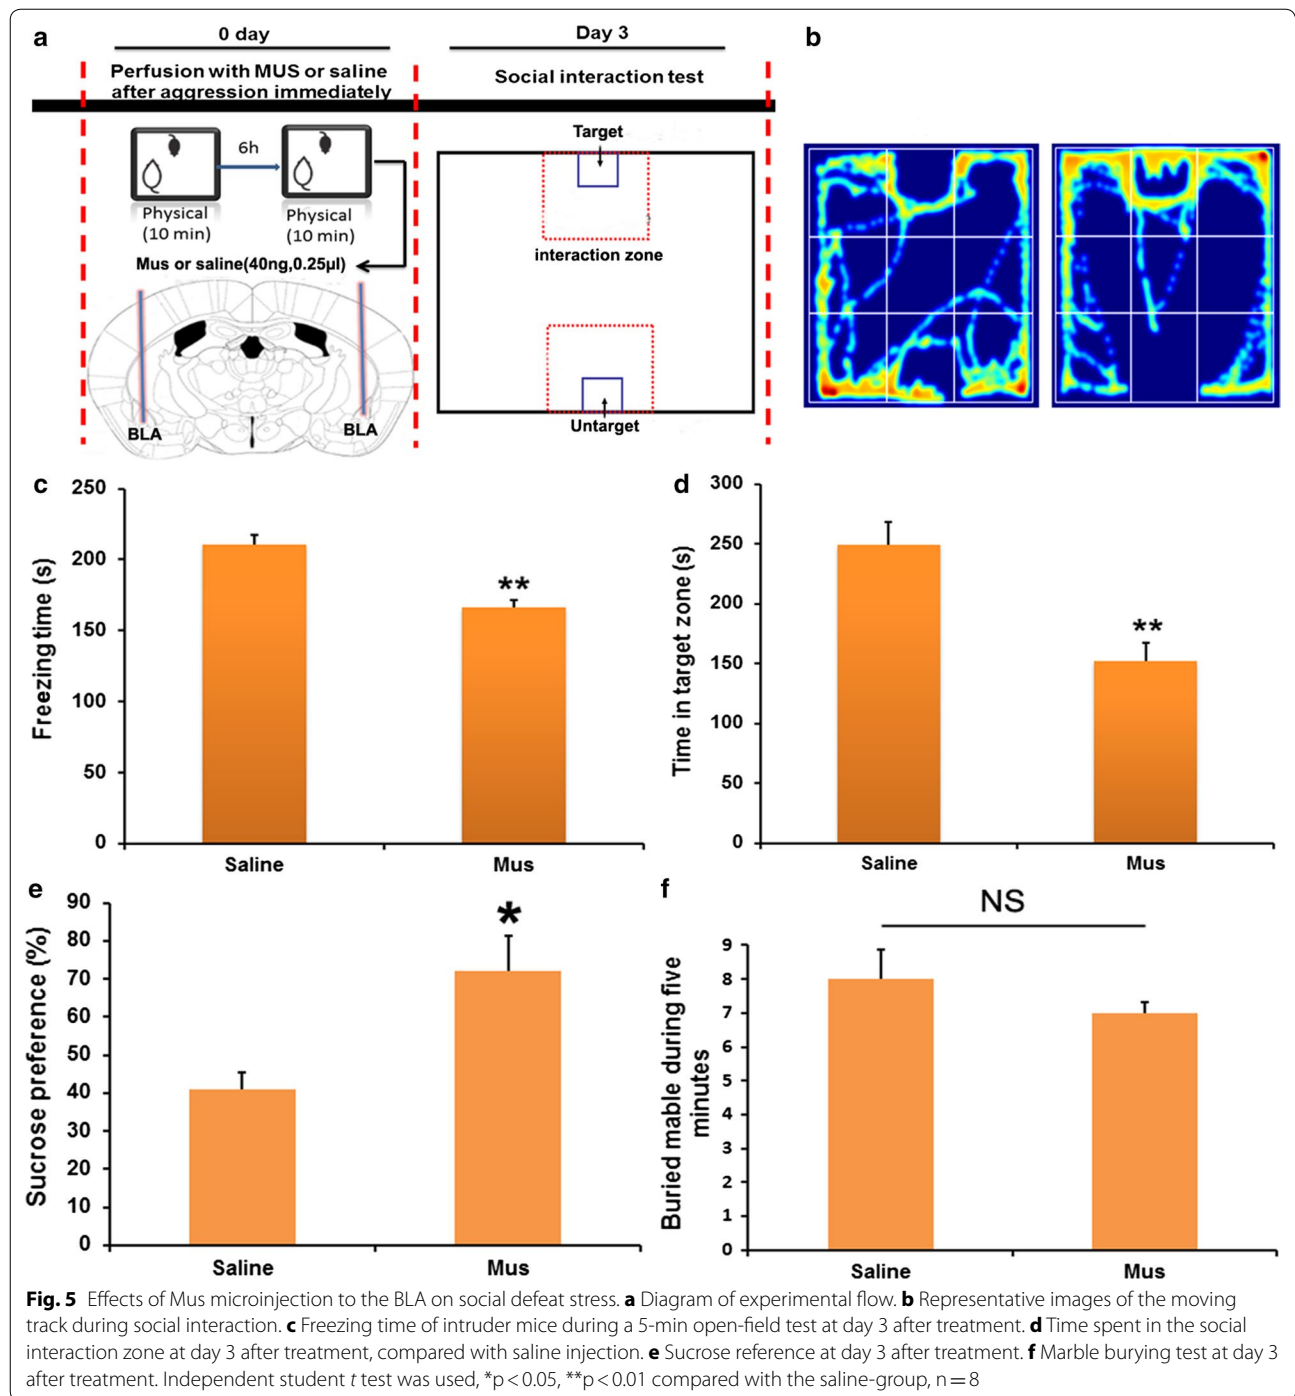 a
0 day
Day 3
b
Perfusion with MUS or saline
after aggression immediately
Social interaction test
6h
Physical
(10 min)
Physical
(10 min)
Mus or saline(40ng,0.25µl)
BLA
BLA
Target
interaction zone
Untarget
c
Freezing time (s)
250
200
150
100
50
0
**
Saline
Mus
d
Time in target zone (s)
300
250
200
150
100
50
0
**
Saline
Mus
e
Sucrose preference (%)
90
80
70
60
50
40
30
20
10
0
*
Saline
Mus
f
NS
Buried mable during five
minutes
9
8
7
6
5
4
3
2
1
0
Saline
Mus
Fig. 5 Effects of Mus microinjection to the BLA on social defeat stress. a Diagram of experimental flow. b Representative images of the moving
track during social interaction. c Freezing time of intruder mice during a 5-min open-field test at day 3 after treatment. d Time spent in the social
interaction zone at day 3 after treatment, compared with saline injection. e Sucrose reference at day 3 after treatment. f Marble burying test at day 3
after treatment. Independent student t test was used, *p < 0.05, **p < 0.01 compared with the saline-group, n = 8